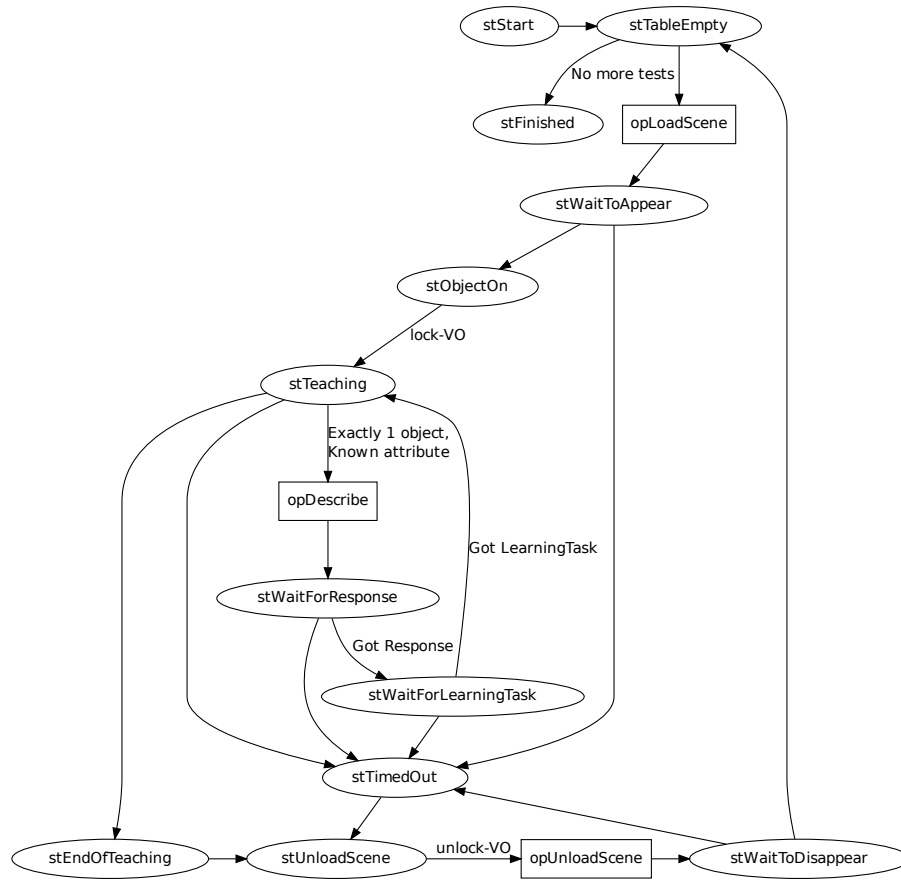 stStart
stTableEmpty
No more tests
stFinished
opLoadScene
stWaitToAppear
stObjectOn
lock-VO
stTeaching
Exactly 1 object,
Known attribute
opDescribe
Got LearningTask
stWaitForResponse
Got Response
stWaitForLearningTask
stTimedOut
stEndOfTeaching
stUnloadScene
unlock-VO
opUnloadScene
stWaitToDisappear